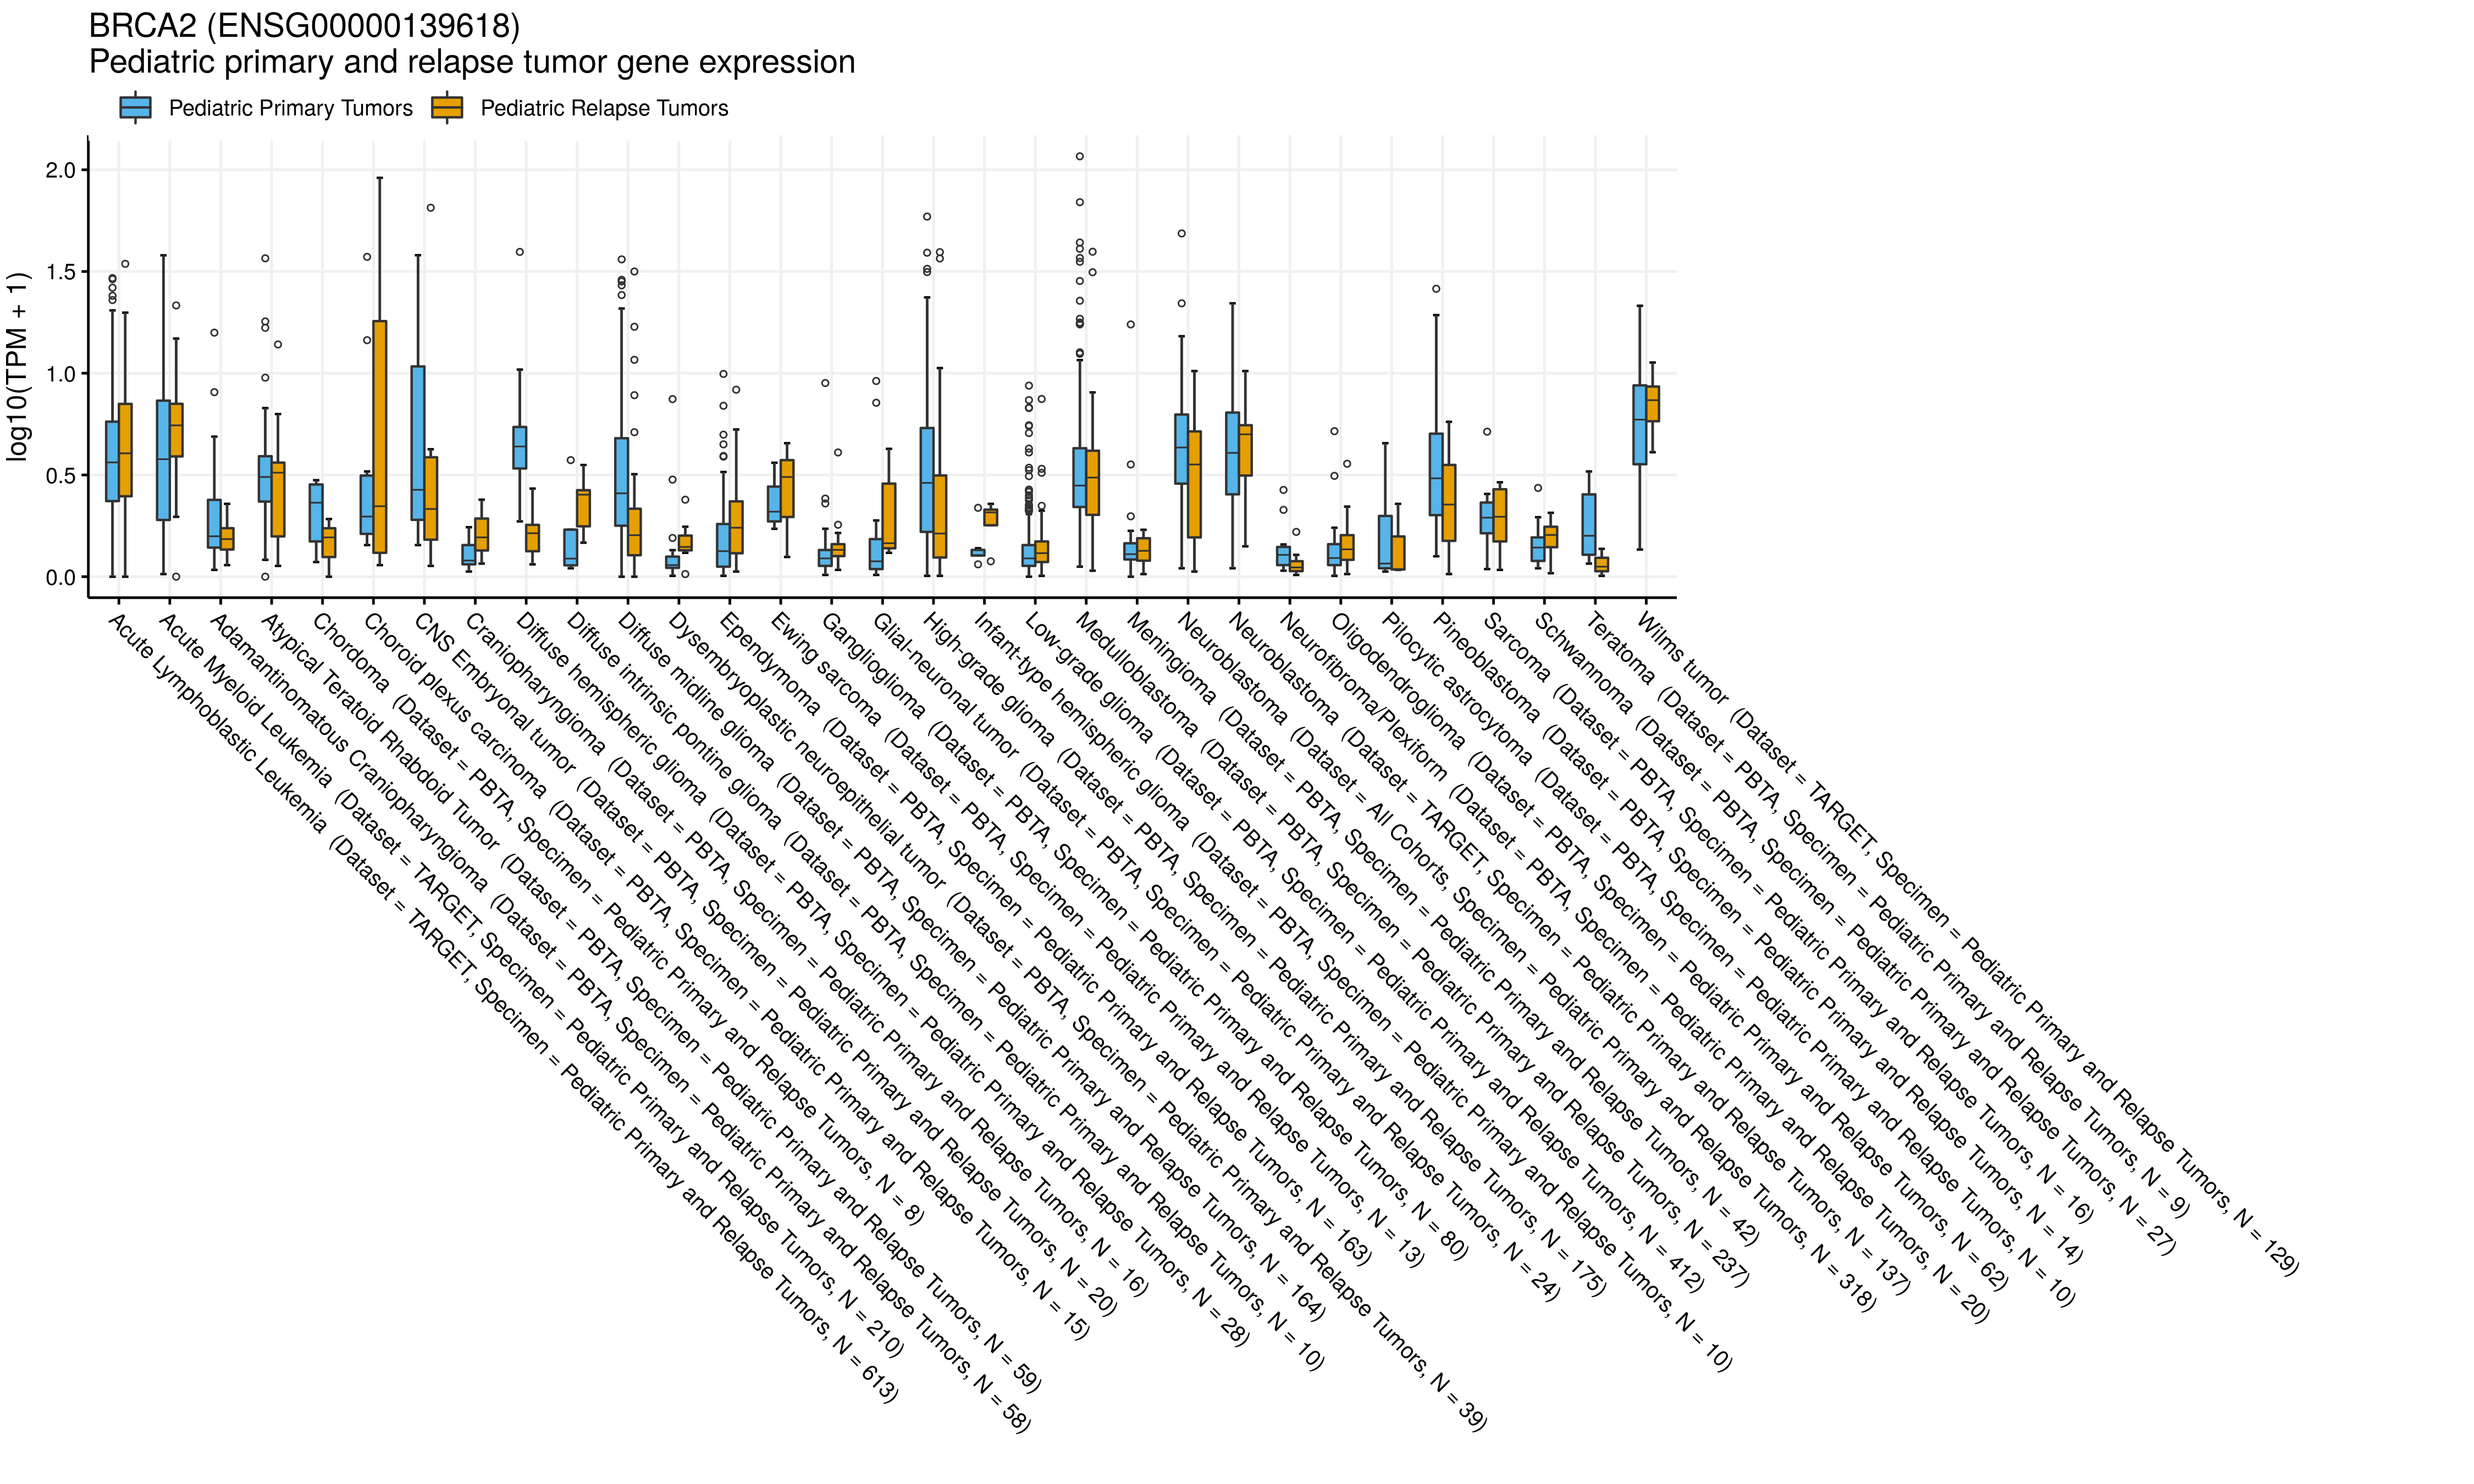 BRCA2 (ENSG00000139618)
Pediatric primary and relapse tumor gene expression
Pediatric Primary Tumors
Pediatric Relapse Tumors
log10(TPM + 1)
2.0
1.5
1.0
0.5
0.0
Acute Lymphoblastic Leukemia (Dataset = TARGET, Specimen = Pediatric Primary and Relapse Tumors, N = 613)
Acute Myeloid Leukemia (Dataset = TARGET, Specimen = Pediatric Primary and Relapse Tumors, N = 210)
Adamantinomatous Craniopharyngioma (Dataset = PBTA, Specimen = Pediatric Primary and Relapse Tumors, N = 58)
Atypical Teratoid Rhabdoid Tumor (Dataset = PBTA, Specimen = Pediatric Primary and Relapse Tumors, N = 59)
Chordoma (Dataset = PBTA, Specimen = Pediatric Primary and Relapse Tumors, N = 8)
Choroid plexus carcinoma (Dataset = PBTA, Specimen = Pediatric Primary and Relapse Tumors, N = 15)
CNS Embryonal tumor (Dataset = PBTA, Specimen = Pediatric Primary and Relapse Tumors, N = 20)
Craniopharyngioma (Dataset = PBTA, Specimen = Pediatric Primary and Relapse Tumors, N = 16)
Diffuse hemispheric glioma (Dataset = PBTA, Specimen = Pediatric Primary and Relapse Tumors, N = 28)
Diffuse intrinsic pontine glioma (Dataset = PBTA, Specimen = Pediatric Primary and Relapse Tumors, N = 10)
Diffuse midline glioma (Dataset = PBTA, Specimen = Pediatric Primary and Relapse Tumors, N = 164)
Dysembryoplastic neuroepithelial tumor (Dataset = PBTA, Specimen = Pediatric Primary and Relapse Tumors, N = 39)
Ependymoma (Dataset = PBTA, Specimen = Pediatric Primary and Relapse Tumors, N = 163)
Ewing sarcoma (Dataset = PBTA, Specimen = Pediatric Primary and Relapse Tumors, N = 13)
Ganglioglioma (Dataset = PBTA, Specimen = Pediatric Primary and Relapse Tumors, N = 80)
Glial-neuronal tumor (Dataset = PBTA, Specimen = Pediatric Primary and Relapse Tumors, N = 24)
High-grade glioma (Dataset = PBTA, Specimen = Pediatric Primary and Relapse Tumors, N = 175)
Infant-type hemispheric glioma (Dataset = PBTA, Specimen = Pediatric Primary and Relapse Tumors, N = 10)
Low-grade glioma (Dataset = PBTA, Specimen = Pediatric Primary and Relapse Tumors, N = 412)
Medulloblastoma (Dataset = PBTA, Specimen = Pediatric Primary and Relapse Tumors, N = 237)
Meningioma (Dataset = PBTA, Specimen = Pediatric Primary and Relapse Tumors, N = 42)
Neuroblastoma (Dataset = All Cohorts, Specimen = Pediatric Primary and Relapse Tumors, N = 318)
Neuroblastoma (Dataset = TARGET, Specimen = Pediatric Primary and Relapse Tumors, N = 137)
Neurofibroma/Plexiform (Dataset = PBTA, Specimen = Pediatric Primary and Relapse Tumors, N = 20)
Oligodendroglioma (Dataset = PBTA, Specimen = Pediatric Primary and Relapse Tumors, N = 62)
Pilocytic astrocytoma (Dataset = PBTA, Specimen = Pediatric Primary and Relapse Tumors, N = 10)
Pineoblastoma (Dataset = PBTA, Specimen = Pediatric Primary and Relapse Tumors, N = 14)
Sarcoma (Dataset = PBTA, Specimen = Pediatric Primary and Relapse Tumors, N = 16)
Schwannoma (Dataset = PBTA, Specimen = Pediatric Primary and Relapse Tumors, N = 27)
Teratoma (Dataset = PBTA, Specimen = Pediatric Primary and Relapse Tumors, N = 9)
Wilms tumor (Dataset = TARGET, Specimen = Pediatric Primary and Relapse Tumors, N = 129)